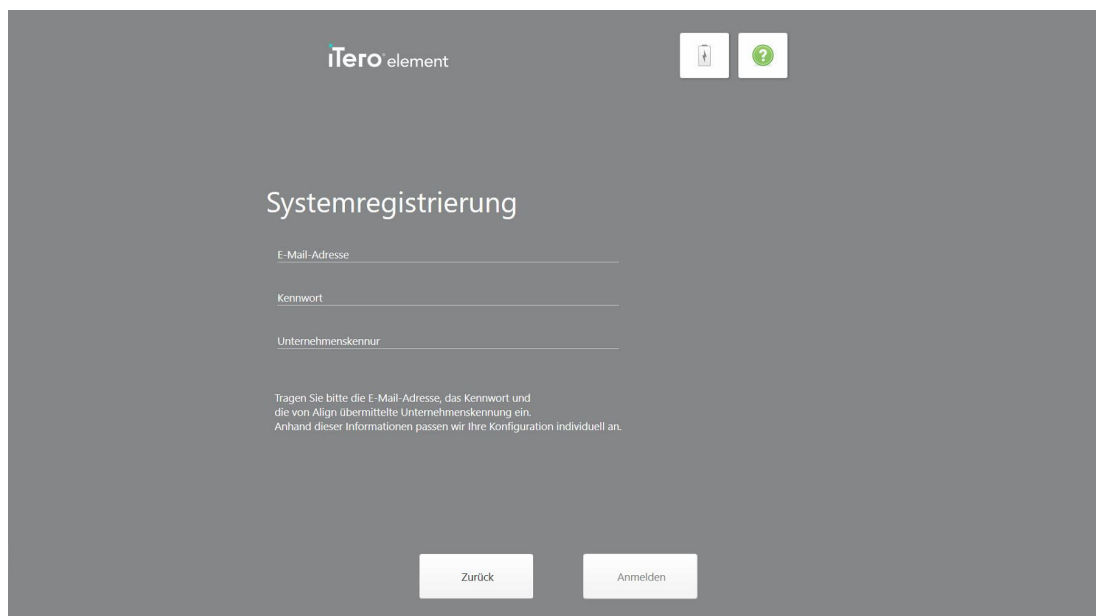 iTero element
Systemregistrierung
E-Mail-Adresse
Kennwort
Unternehmenskennur
Tragen Sie bitte die E-Mail-Adresse, das Kennwort und
die von Align übermittelte Unternehmenskennung ein.
Anhand dieser Informationen passen wir Ihre Konfiguration individuell an.
Zurück
Anmelden